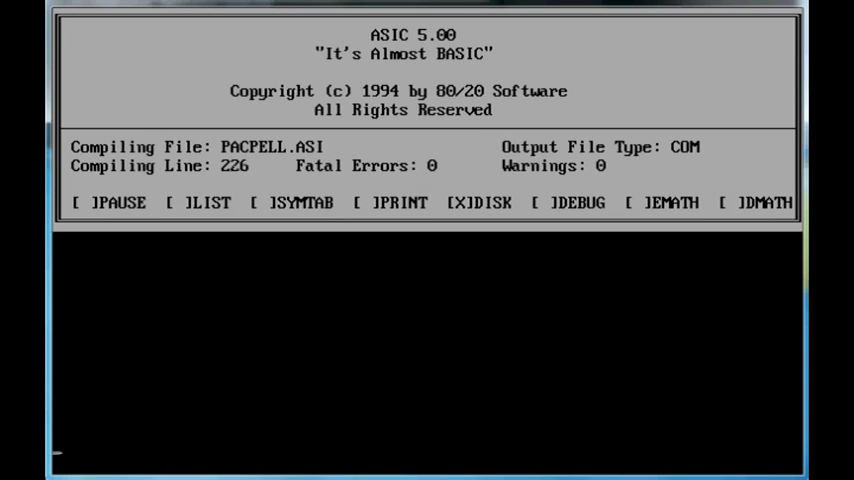 ASIC 5.00
"It's Almost BASIC"
Copyright (c) 1994 by 80/20 Software
All Rights Reserved
Compiling File: PACPELL.ASI Output File Type: COM
Compiling Line: 226 Fatal Errors: 0 Warnings: 0
[ ]PAUSE [ ]LIST [ ]SYMTAB [ ]PRINT [X]DISK [ ]DEBUG [ ]EMATH [ ]DMATH